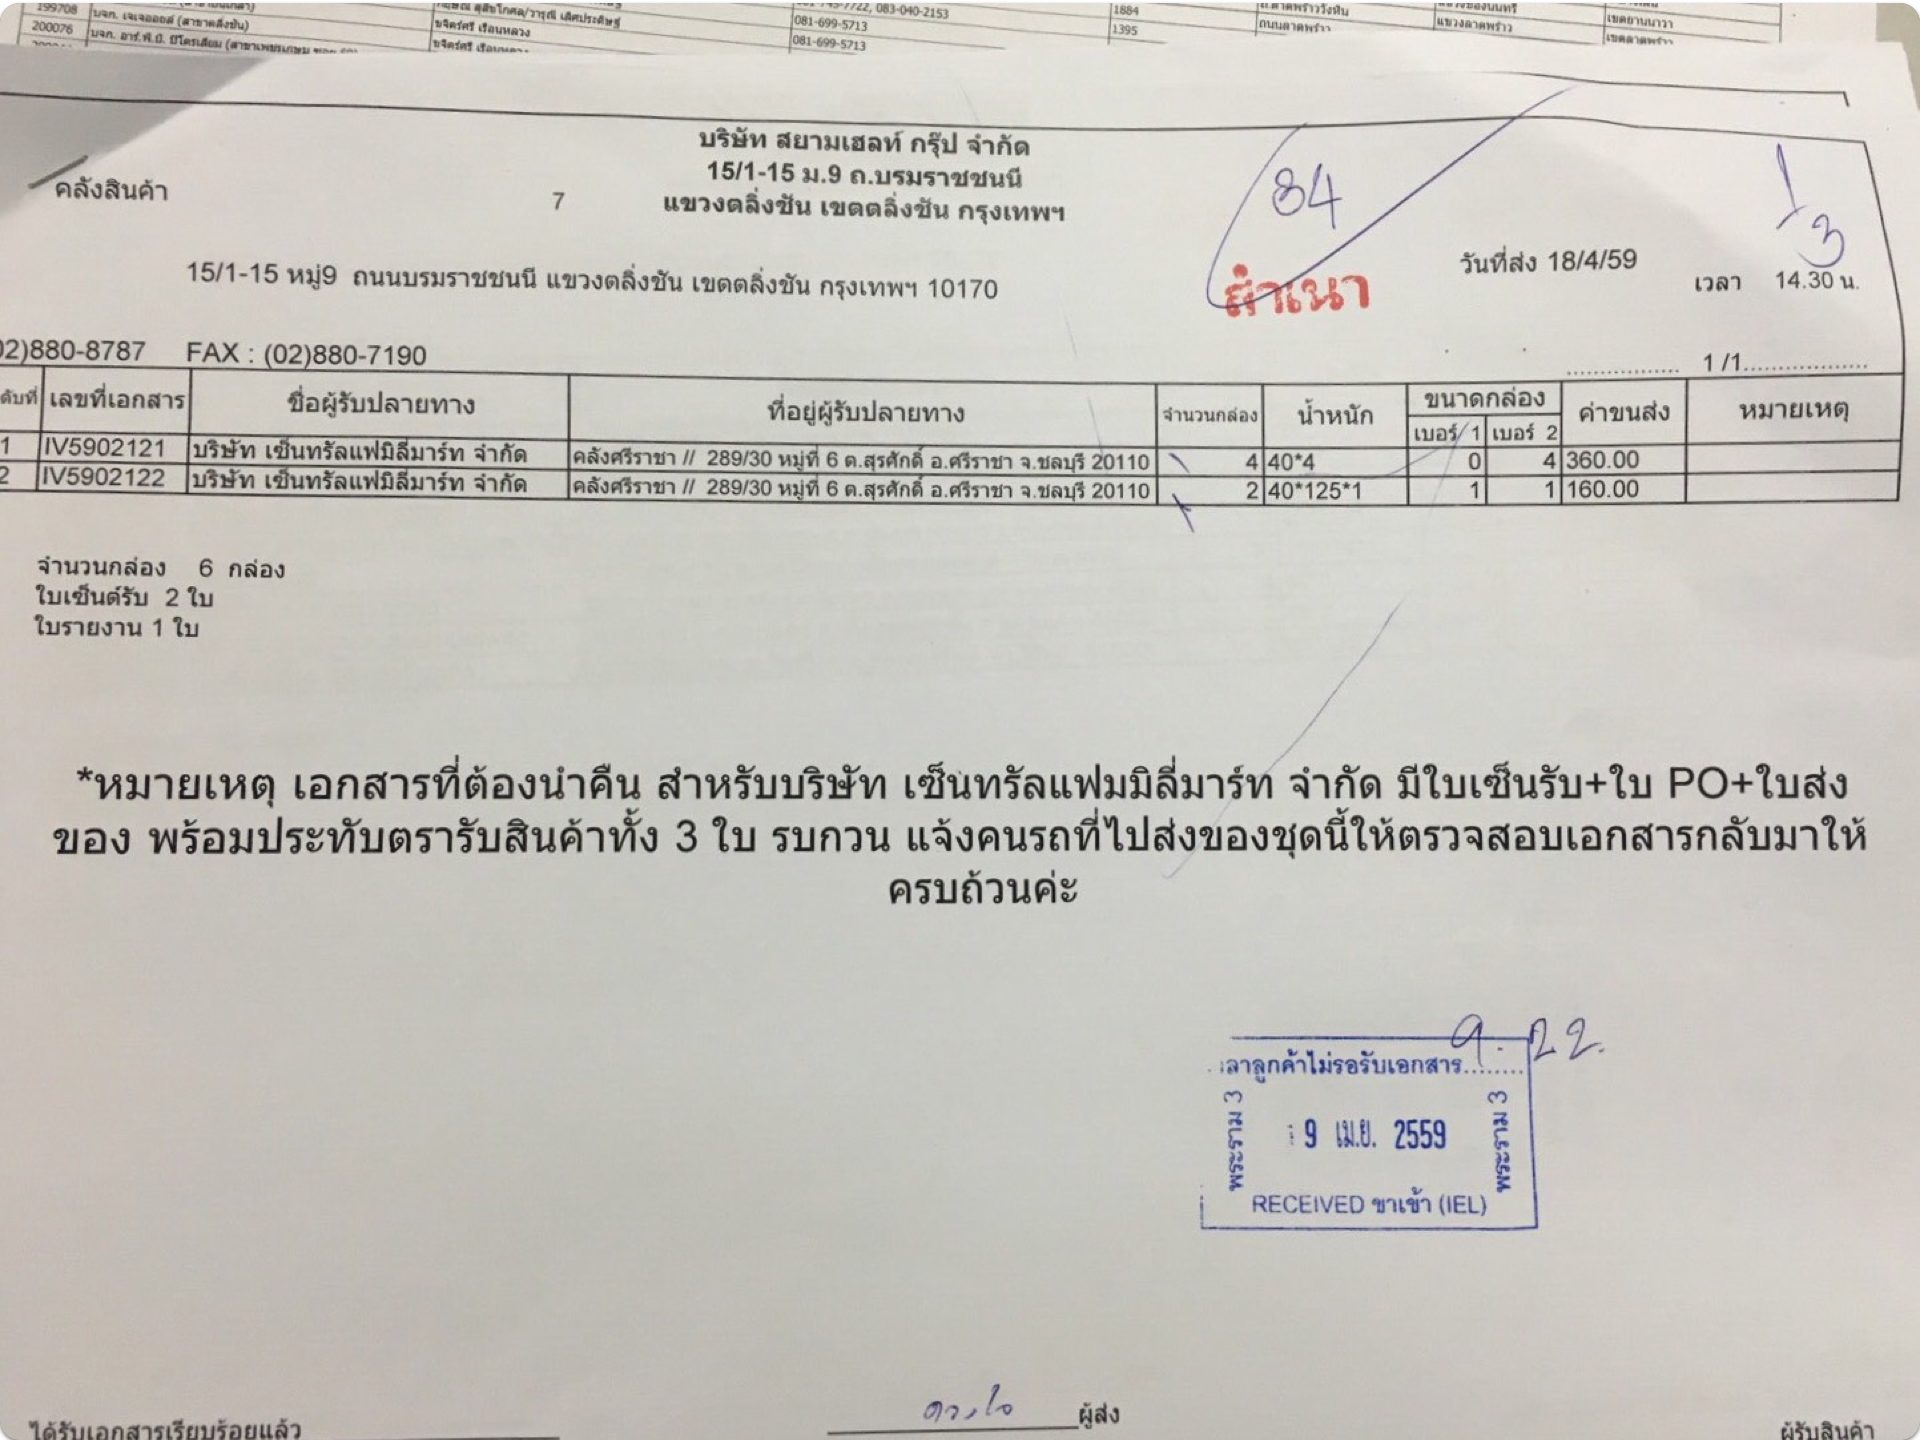 199708 บจก. เจเจออลล์ (สาขาตลิ่งชัน) ขจิตร์ศรี เรือนหลวง 081-699-5713 1884 ถ.ลาดพร้าววังหิน เขตยานนาวา
200076 บจก. อาร์.พี.บี. ปิโตรเลียม ขจิตร์ศรี 081-699-5713 1395 ถนนลาดพร้าว แขวงลาดพร้าว เขตลาดพร้าว
บริษัท สยามเฮลท์ กรุ๊ป จำกัด
15/1-15 ม.9 ถ.บรมราชชนนี
คลังสินค้า 7 แขวงตลิ่งชัน เขตตลิ่งชัน กรุงเทพฯ
84
1/3
15/1-15 หมู่9 ถนนบรมราชชนนี แขวงตลิ่งชัน เขตตลิ่งชัน กรุงเทพฯ 10170
สำเนา
วันที่ส่ง 18/4/59 เวลา 14.30 น.
02)880-8787 FAX : (02)880-7190 1 /1
ดับที่ เลขที่เอกสาร ชื่อผู้รับปลายทาง ที่อยู่ผู้รับปลายทาง จำนวนกล่อง น้ำหนัก ขนาดกล่อง ค่าขนส่ง หมายเหตุ
เบอร์ 1 เบอร์ 2
1 IV5902121 บริษัท เซ็นทรัลแฟมิลี่มาร์ท จำกัด คลังศรีราชา // 289/30 หมู่ที่ 6 ต.สุรศักดิ์ อ.ศรีราชา จ.ชลบุรี 20110 4 40*4 0 4 360.00
2 IV5902122 บริษัท เซ็นทรัลแฟมิลี่มาร์ท จำกัด คลังศรีราชา // 289/30 หมู่ที่ 6 ต.สุรศักดิ์ อ.ศรีราชา จ.ชลบุรี 20110 2 40*125*1 1 1 160.00
จำนวนกล่อง 6 กล่อง
ใบเซ็นต์รับ 2 ใบ
ใบรายงาน 1 ใบ
*หมายเหตุ เอกสารที่ต้องนำคืน สำหรับบริษัท เซ็นทรัลแฟมมิลี่มาร์ท จำกัด มีใบเซ็นรับ+ใบ PO+ใบส่ง
ของ พร้อมประทับตรารับสินค้าทั้ง 3 ใบ รบกวน แจ้งคนรถที่ไปส่งของชุดนี้ให้ตรวจสอบเอกสารกลับมาให้
ครบถ้วนค่ะ
9.22.
ลาลูกค้าไม่รอรับเอกสาร........
พระราม 3
9 เม.ย. 2559
พระราม 3
RECEIVED ขาเข้า (IEL)
ได้รับเอกสารเรียบร้อยแล้ว ดวงใจ ผู้ส่ง ผู้รับสินค้า